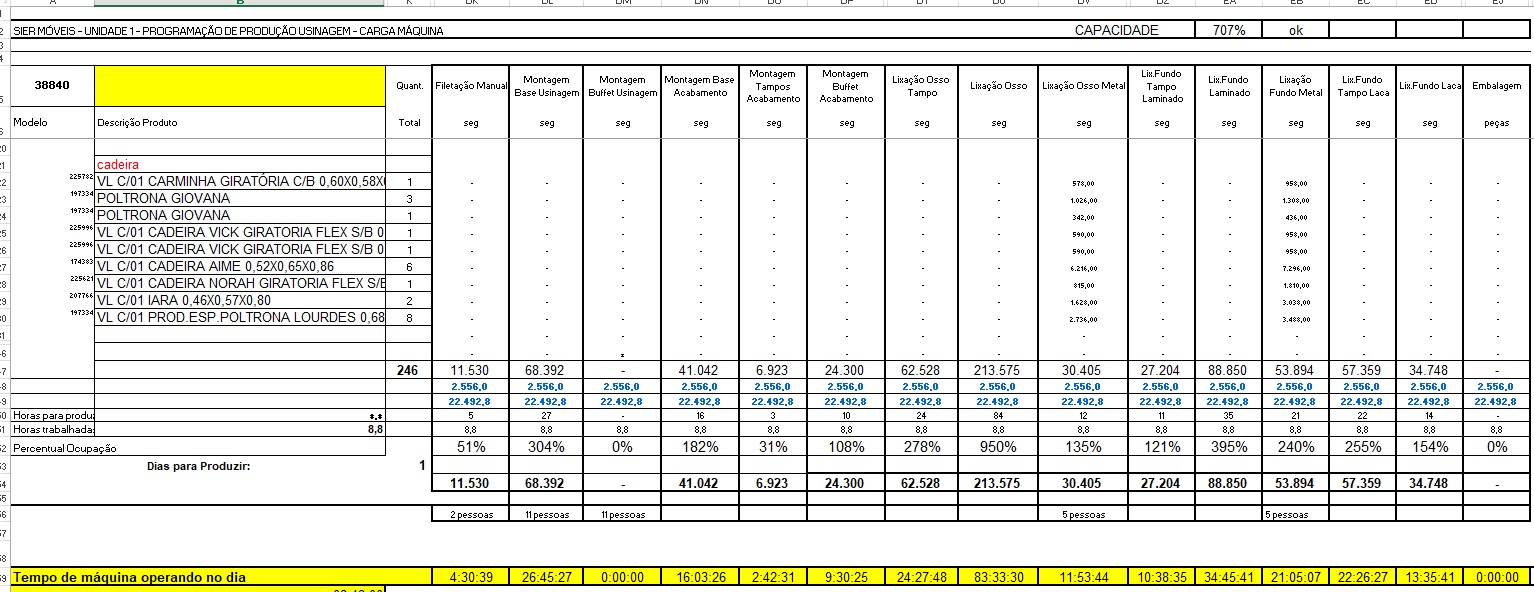 SIER MÓVEIS - UNIDADE 1 - PROGRAMAÇÃO DE PRODUÇÃO USINAGEM - CARGA MÁQUINA CAPACIDADE 707% ok
38840 Quant. Filetação Manual Montagem Base Usinagem Montagem Buffet Usinagem Montagem Base Acabamento Montagem Tampos Acabamento Montagem Buffet Acabamento Lixação Osso Tampo Lixação Osso Lixação Osso Metal Lix.Fundo Tampo Laminado Lix.Fundo Laminado Lixação Fundo Metal Lix.Fundo Tampo Laca Lix.Fundo Laca Embalagem
Modelo Descrição Produto Total seg seg seg seg seg seg seg seg seg seg seg seg seg seg peças
cadeira
225782 VL C/01 CARMINHA GIRATÓRIA C/B 0,60X0,58X 1 - - - - - - - - 578,00 - - 958,00 - - -
197334 POLTRONA GIOVANA 3 - - - - - - - - 1.026,00 - - 1.308,00 - - -
197334 POLTRONA GIOVANA 1 - - - - - - - - 342,00 - - 436,00 - - -
225996 VL C/01 CADEIRA VICK GIRATORIA FLEX S/B 0 1 - - - - - - - - 590,00 - - 958,00 - - -
225996 VL C/01 CADEIRA VICK GIRATORIA FLEX S/B 0 1 - - - - - - - - 590,00 - - 958,00 - - -
174383 VL C/01 CADEIRA AIME 0,52X0,65X0,86 6 - - - - - - - - 6.216,00 - - 7.296,00 - - -
225621 VL C/01 CADEIRA NORAH GIRATORIA FLEX S/E 1 - - - - - - - - 815,00 - - 1.810,00 - - -
207766 VL C/01 IARA 0,46X0,57X0,80 2 - - - - - - - - 1.628,00 - - 3.038,00 - - -
197334 VL C/01 PROD.ESP.POLTRONA LOURDES 0,68 8 - - - - - - - - 2.736,00 - - 3.488,00 - - -
- - - - - - - - - - - - - - -
- - x - - - - - - - - - - - -
246 11.530 68.392 - 41.042 6.923 24.300 62.528 213.575 30.405 27.204 88.850 53.894 57.359 34.748 -
2.556,0 2.556,0 2.556,0 2.556,0 2.556,0 2.556,0 2.556,0 2.556,0 2.556,0 2.556,0 2.556,0 2.556,0 2.556,0 2.556,0 2.556,0
22.492,8 22.492,8 22.492,8 22.492,8 22.492,8 22.492,8 22.492,8 22.492,8 22.492,8 22.492,8 22.492,8 22.492,8 22.492,8 22.492,8 22.492,8
Horas para produz *,* 5 27 - 16 3 10 24 84 12 11 35 21 22 14 -
Horas trabalhadas 8,8 8,8 8,8 8,8 8,8 8,8 8,8 8,8 8,8 8,8 8,8 8,8 8,8 8,8 8,8 8,8
Percentual Ocupação 51% 304% 0% 182% 31% 108% 278% 950% 135% 121% 395% 240% 255% 154% 0%
Dias para Produzir: 1
11.530 68.392 - 41.042 6.923 24.300 62.528 213.575 30.405 27.204 88.850 53.894 57.359 34.748 -
2 pessoas 11 pessoas 11 pessoas 5 pessoas 5 pessoas
Tempo de máquina operando no dia 4:30:39 26:45:27 0:00:00 16:03:26 2:42:31 9:30:25 24:27:48 83:33:30 11:53:44 10:38:35 34:45:41 21:05:07 22:26:27 13:35:41 0:00:00